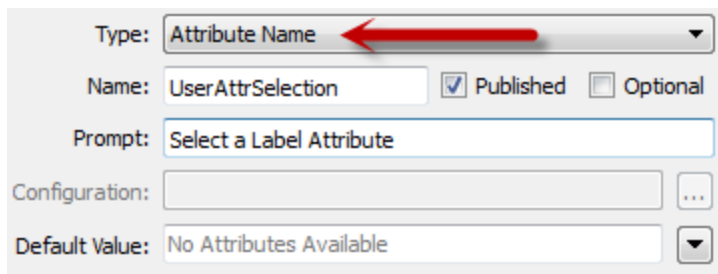 Type: Attribute Name
Name: UserAttrSelection Published Optional
Prompt: Select a Label Attribute
Configuration: ...
Default Value: No Attributes Available